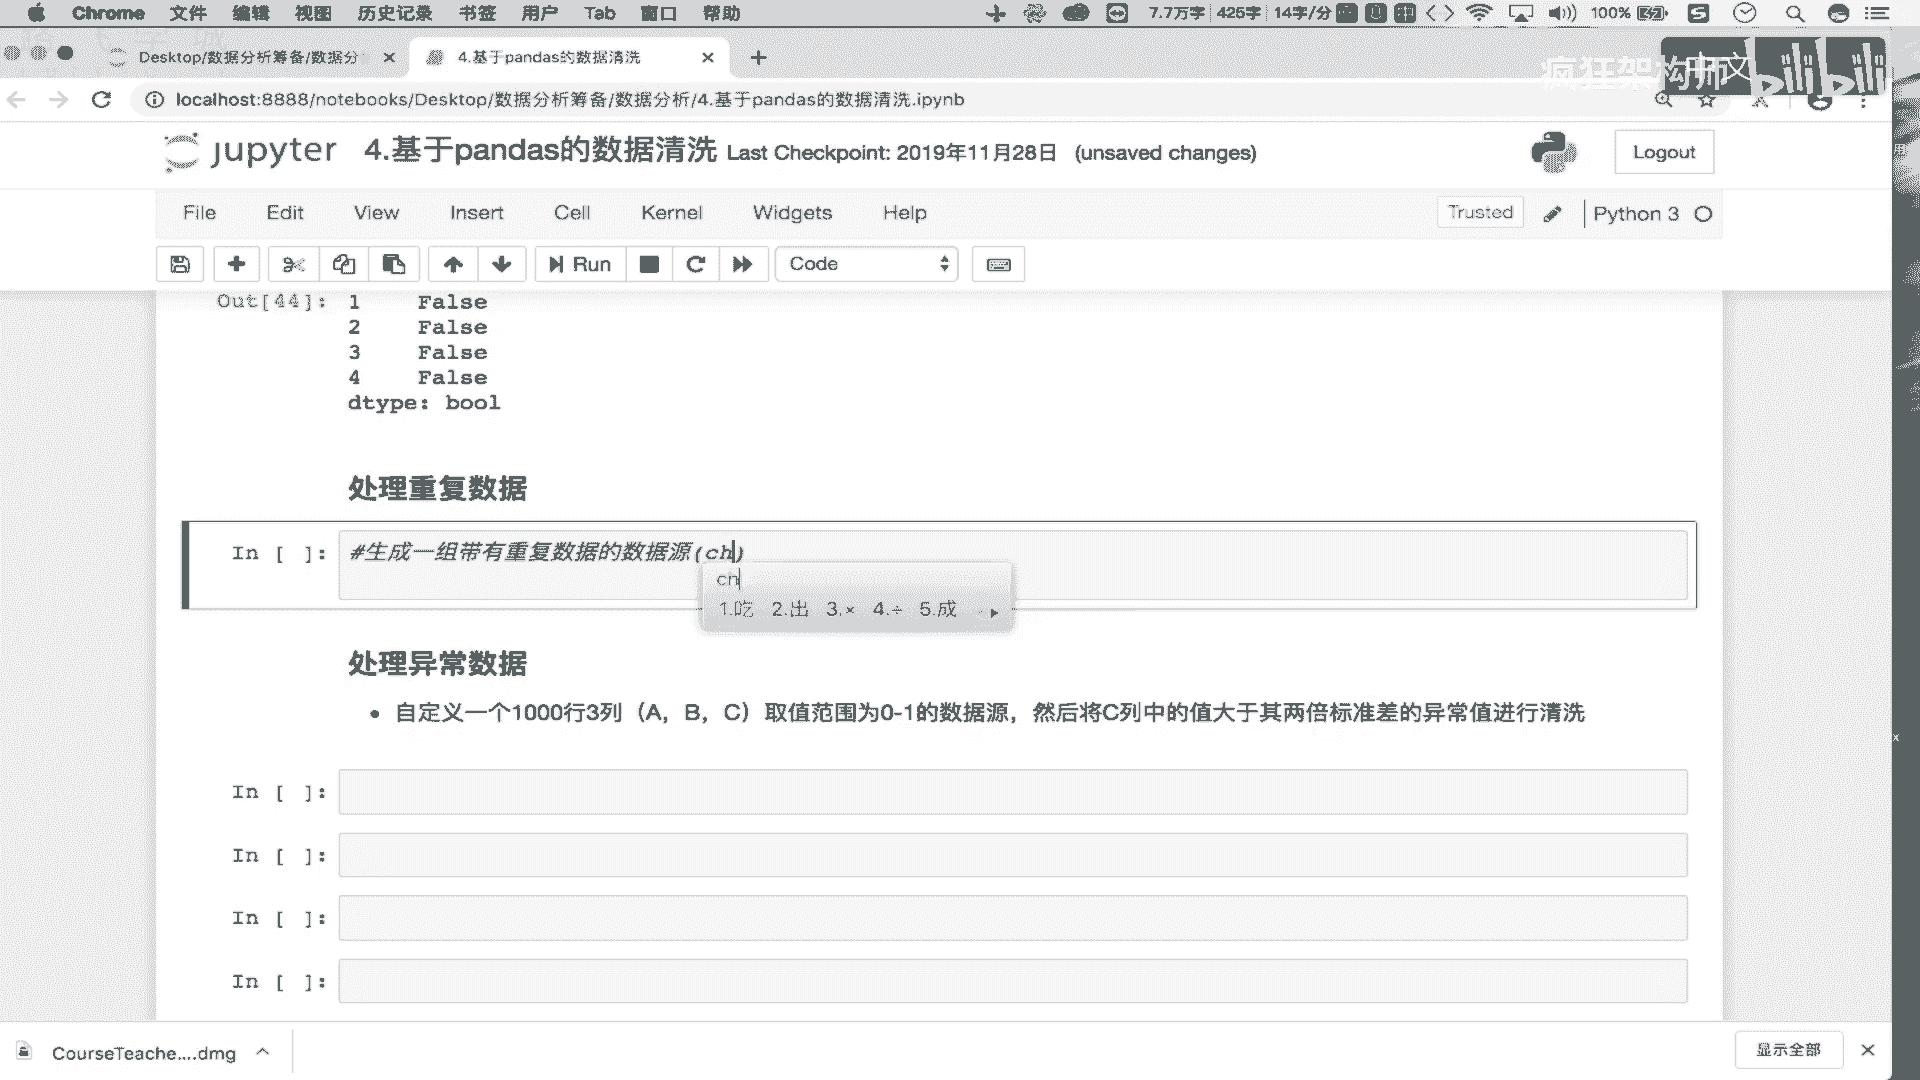 Chrome 文件 编辑 视图 历史记录 书签 用户 Tab 窗口 帮助 7.7万字 425字 14字/分 100%
Desktop/数据分析筹备/数据分 4.基于pandas的数据清洗
疯狂架构师 bilibili
localhost:8888/notebooks/Desktop/数据分析筹备/数据分析/4.基于pandas的数据清洗.ipynb
jupyter 4.基于pandas的数据清洗 Last Checkpoint: 2019年11月28日 (unsaved changes) Logout
File Edit View Insert Cell Kernel Widgets Help Trusted Python 3
Run Code
Out[44]: 1 False
2 False
3 False
4 False
dtype: bool
处理重复数据
In [ ]: #生成一组带有重复数据的数据源(ch)
ch
1.吃 2.出 3.× 4.÷ 5.成
处理异常数据
• 自定义一个1000行3列（A，B，C）取值范围为0-1的数据源，然后将C列中的值大于其两倍标准差的异常值进行清洗
In [ ]:
In [ ]:
In [ ]:
In [ ]:
CourseTeache....dmg 显示全部